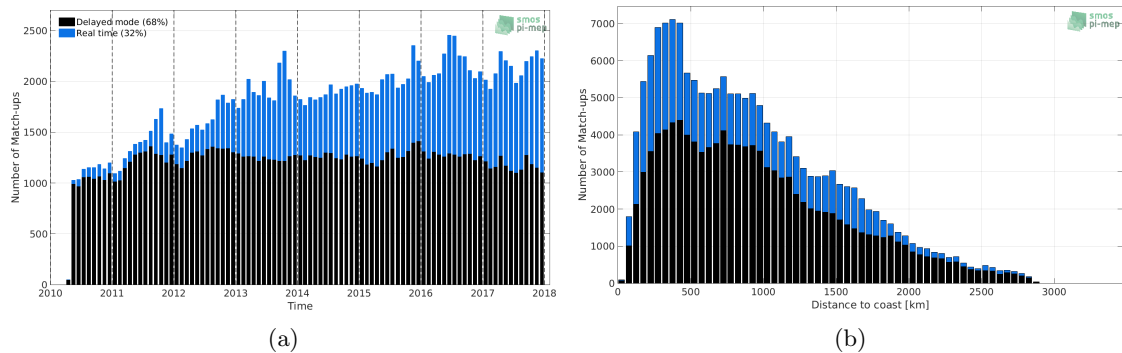 2500
2000
1500
1000
500
0
2010
2011
2012
2013
2014
2015
2016
2017
2018
Number of Match-ups
Time
Delayed mode (68%)
Real time (32%)
smos
pi-mep
(a)
7000
6000
5000
4000
3000
2000
1000
0
0
500
1000
1500
2000
2500
3000
Number of Match-ups
Distance to coast [km]
smos
pi-mep
(b)